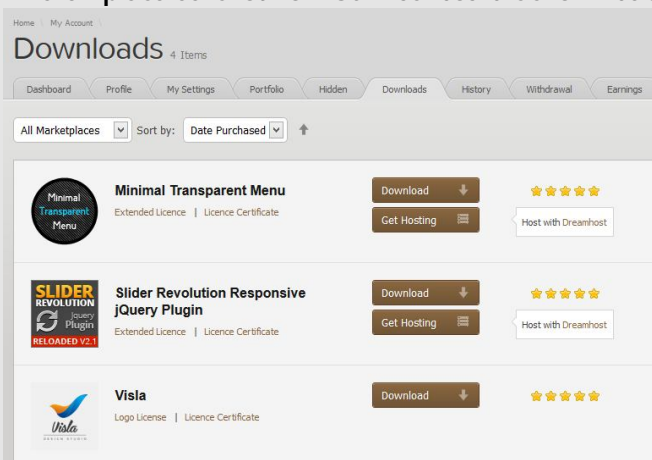 Home \ My Account \
Downloads 4 Items
Dashboard Profile My Settings Portfolio Hidden Downloads History Withdrawal Earnings
All Marketplaces Sort by: Date Purchased
Minimal Transparent Menu
Minimal Transparent Menu
Extended Licence | Licence Certificate
Download
Get Hosting
Host with Dreamhost
SLIDER
REVOLUTION
jquery
Plugin
RELOADED V2.1
Slider Revolution Responsive
jQuery Plugin
Extended Licence | Licence Certificate
Download
Get Hosting
Host with Dreamhost
Visla
DESIGN STUDIO
Visla
Logo License | Licence Certificate
Download